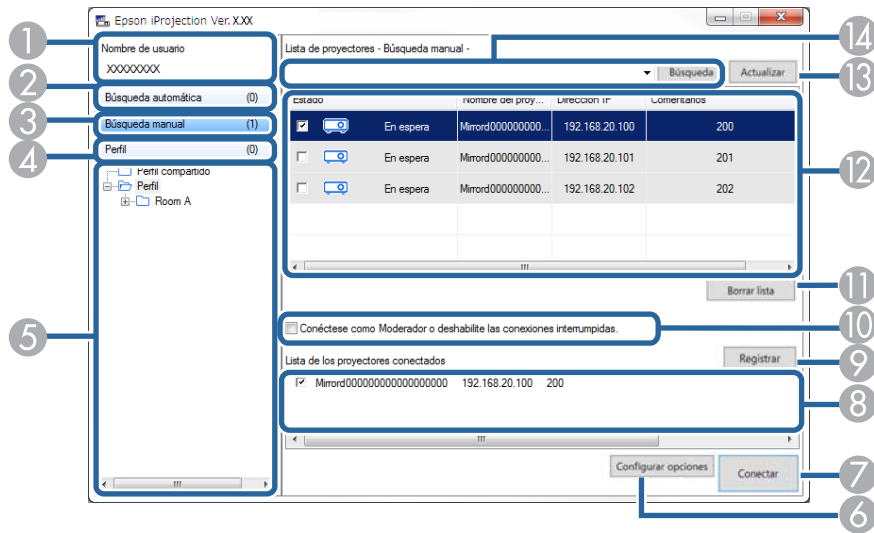 Epson iProjection Ver. X.XX
1
Nombre de usuario
XXXXXXXX
2
Búsqueda automática (0)
3
Búsqueda manual (1)
4
Perfil (0)
5
Perfil compartido
Perfil
Room A
Lista de proyectores - Búsqueda manual -
14
Búsqueda
Actualizar
13
Estado Nombre del proy... Dirección IP Comentarios
En espera Mirrord000000000... 192.168.20.100 200
En espera Mirrord000000000... 192.168.20.101 201
En espera Mirrord000000000... 192.168.20.102 202
12
Borrar lista
11
Conéctese como Moderador o deshabilite las conexiones interrumpidas.
10
Lista de los proyectores conectados
Registrar
9
Mirrord000000000000000000 192.168.20.100 200
8
Configurar opciones
Conectar
7
6